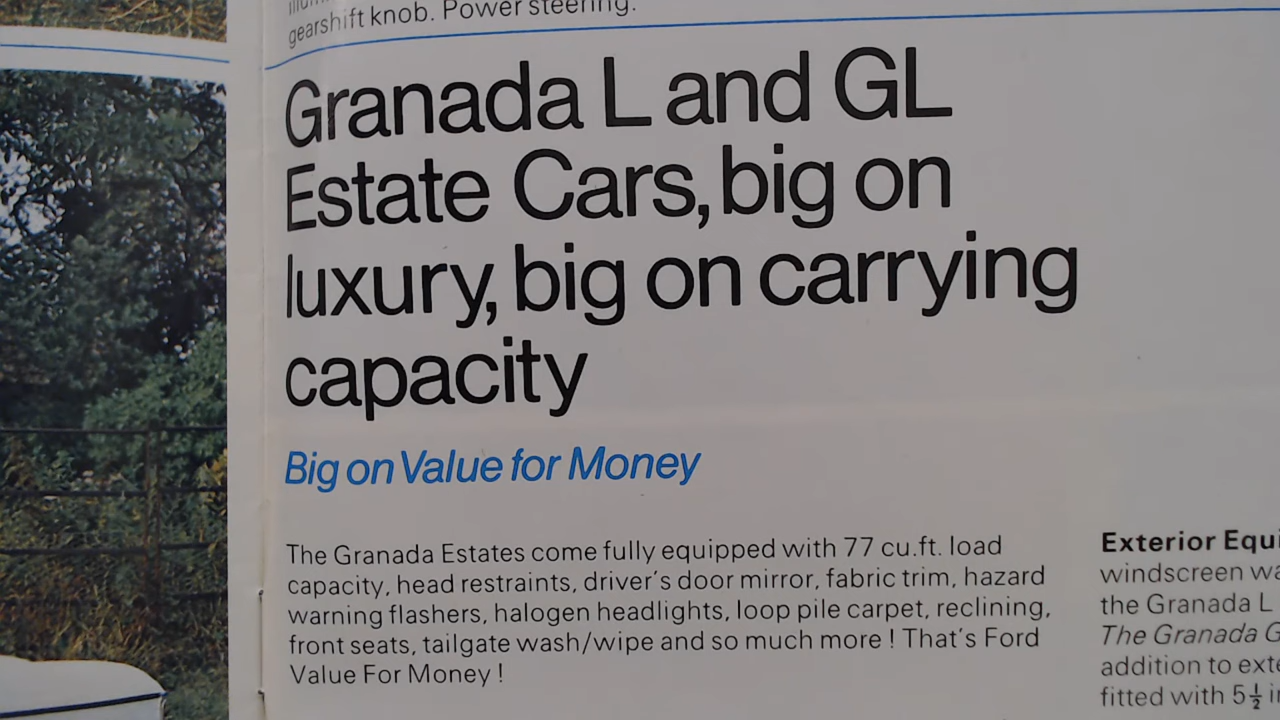 gearshift knob. Power steering.
Granada L and GL
Estate Cars, big on
luxury, big on carrying
capacity
Big on Value for Money
The Granada Estates come fully equipped with 77 cu.ft. load
capacity, head restraints, driver's door mirror, fabric trim, hazard
warning flashers, halogen headlights, loop pile carpet, reclining,
front seats, tailgate wash/wipe and so much more ! That's Ford
Value For Money !
Exterior Equi
windscreen wa
the Granada L
The Granada G
addition to exte
fitted with 5½ i